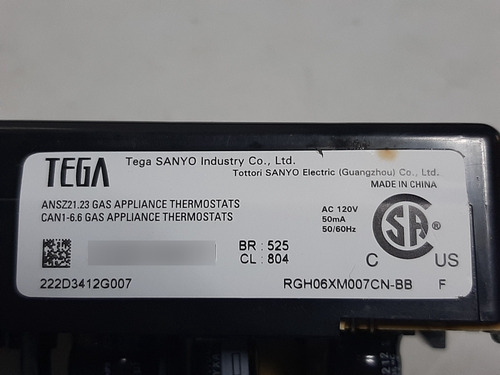 TEGA
Tega SANYO Industry Co., Ltd.
Tottori SANYO Electric (Guangzhou) Co., Ltd.
MADE IN CHINA
ANSZ21.23 GAS APPLIANCE THERMOSTATS
CAN1-6.6 GAS APPLIANCE THERMOSTATS
AC 120V
50mA
50/60Hz
SA ®
C US
BR : 525
CL : 804
222D3412G007
RGH06XM007CN-BB F